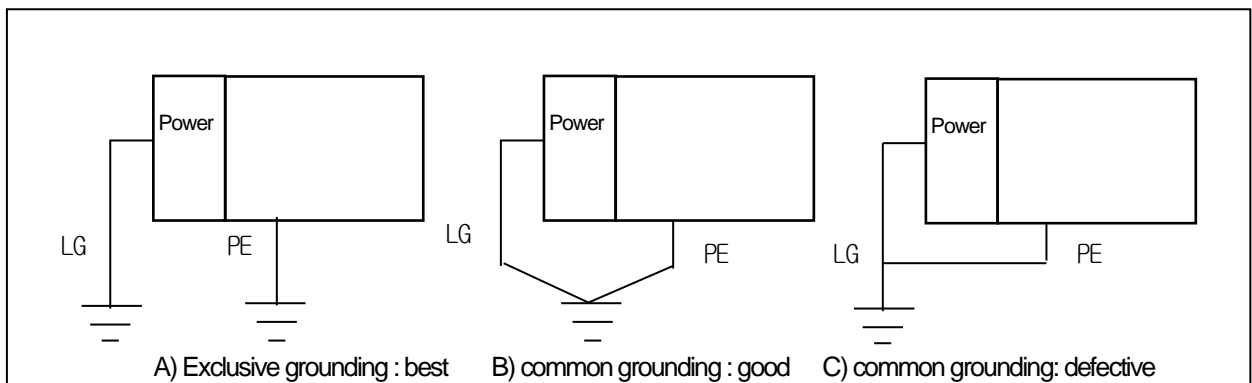 Power
LG
PE
A) Exclusive grounding : best
Power
LG
PE
B) common grounding : good
Power
LG
PE
C) common grounding: defective